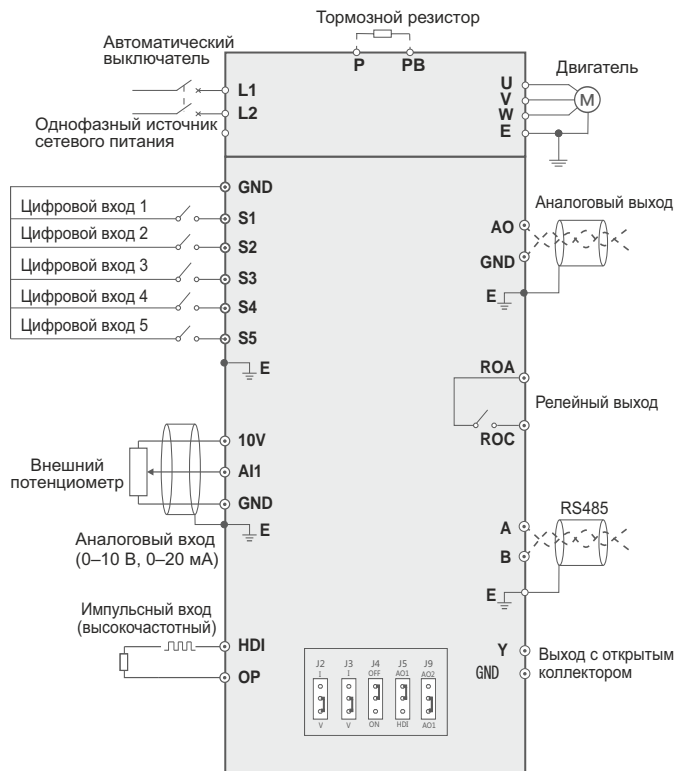 Тормозной резистор
P PB
Автоматический
выключатель
L1
L2
Однофазный источник
сетевого питания
U
V
W
E
Двигатель
M
GND
Цифровой вход 1
S1
Цифровой вход 2
S2
Цифровой вход 3
S3
Цифровой вход 4
S4
Цифровой вход 5
S5
E
Аналоговый выход
AO
GND
E
ROA
Релейный выход
ROC
10V
Внешний
потенциометр
AI1
GND
E
Аналоговый вход
(0–10 В, 0–20 мА)
RS485
A
B
E
Импульсный вход
(высокочастотный)
HDI
OP
J2 J3 J4 J5 J9
I I OFF AO1 AO2
V V ON HDI AO1
Y
GND
Выход с открытым
коллектором